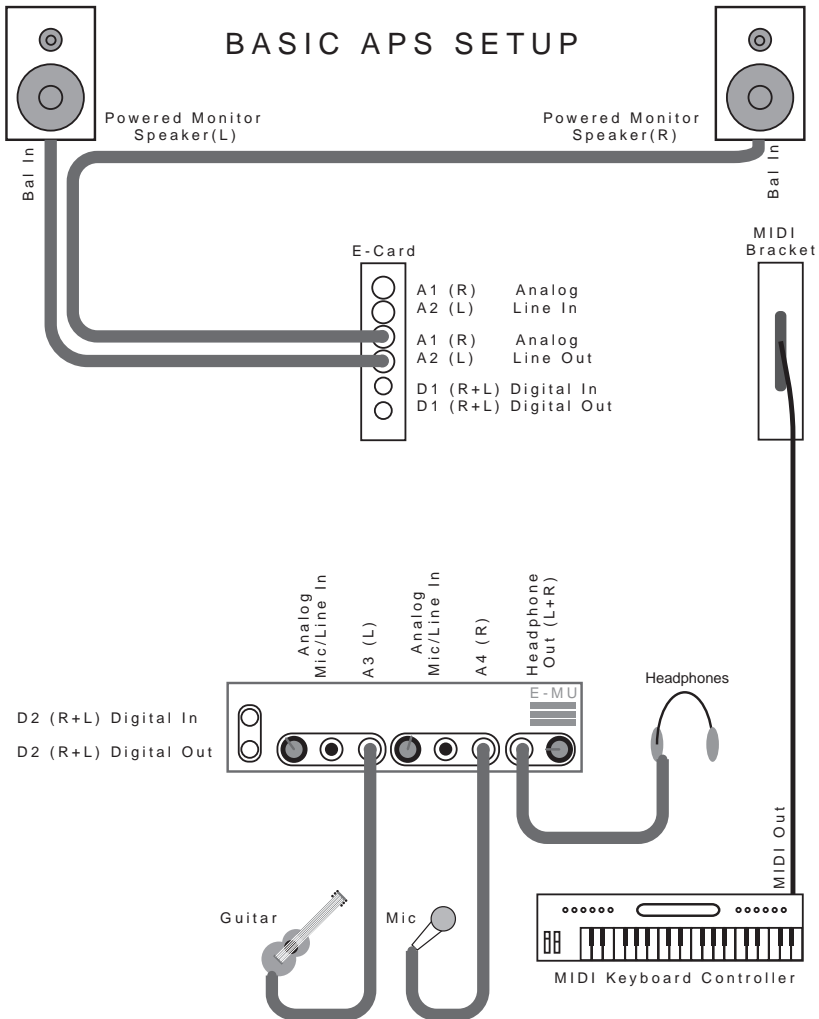 BASIC APS SETUP
Powered Monitor
Speaker(L)
Powered Monitor
Speaker(R)
Bal In
Bal In
MIDI
Bracket
E-Card
A1 (R) Analog
A2 (L) Line In
A1 (R) Analog
A2 (L) Line Out
D1 (R+L) Digital In
D1 (R+L) Digital Out
Analog
Mic/Line In
A3 (L)
Analog
Mic/Line In
A4 (R)
Headphone
Out (L+R)
E-MU
Headphones
D2 (R+L) Digital In
D2 (R+L) Digital Out
MIDI Out
Guitar
Mic
MIDI Keyboard Controller